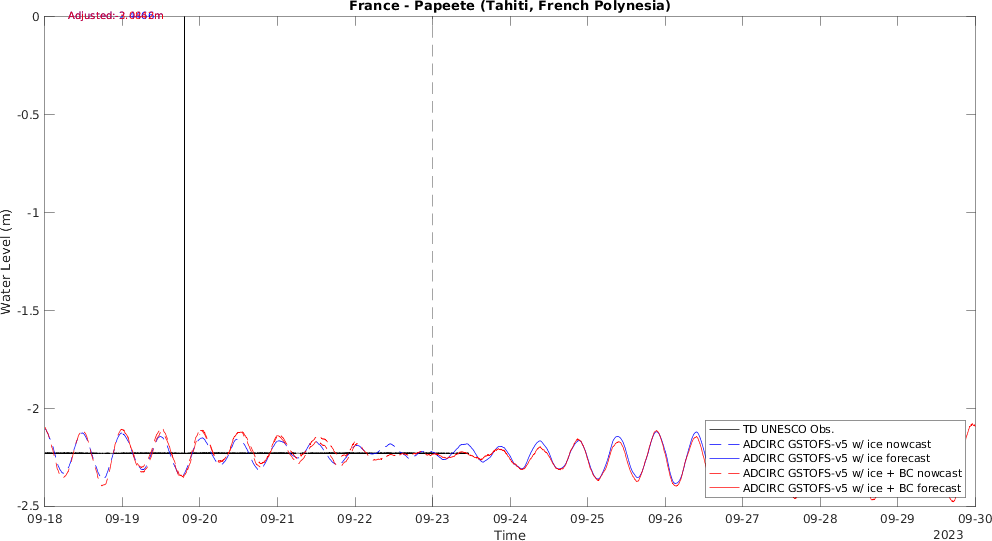 France - Papeete (Tahiti, French Polynesia)
Adjusted:
0
-0.5
-1
-1.5
-2
-2.5
Water Level (m)
TD UNESCO Obs.
ADCIRC GSTOFS-v5 w/ ice nowcast
ADCIRC GSTOFS-v5 w/ ice forecast
ADCIRC GSTOFS-v5 w/ ice + BC nowcast
ADCIRC GSTOFS-v5 w/ ice + BC forecast
09-18 09-19 09-20 09-21 09-22 09-23 09-24 09-25 09-26 09-27 09-28 09-29 09-30
Time
2023